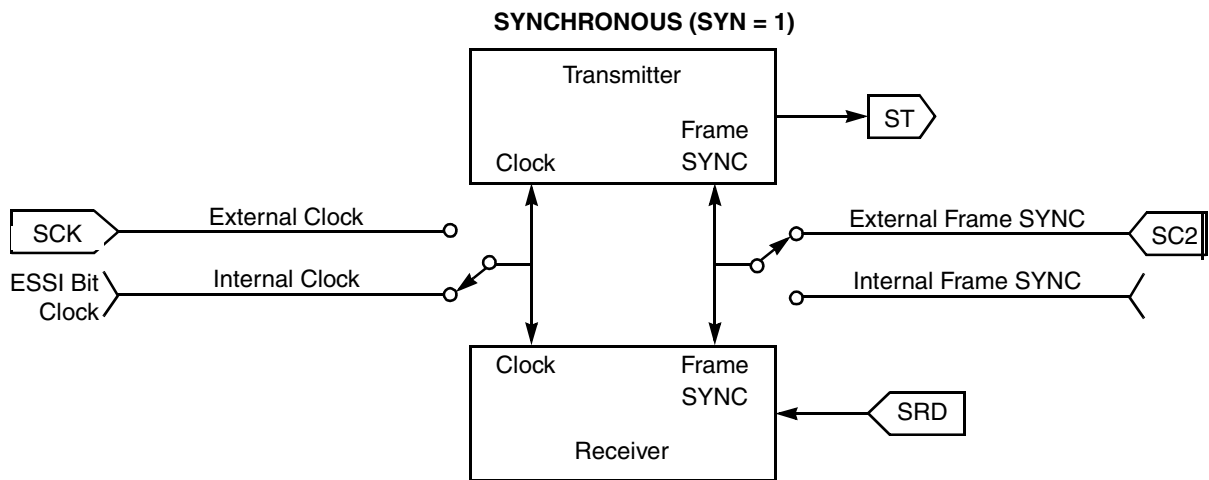 SYNCHRONOUS (SYN = 1)
Transmitter
ST
Frame
SYNC
Clock
SCK
External Clock
External Frame SYNC
SC2
ESSI Bit
Clock
Internal Clock
Internal Frame SYNC
Clock
Frame
SYNC
SRD
Receiver